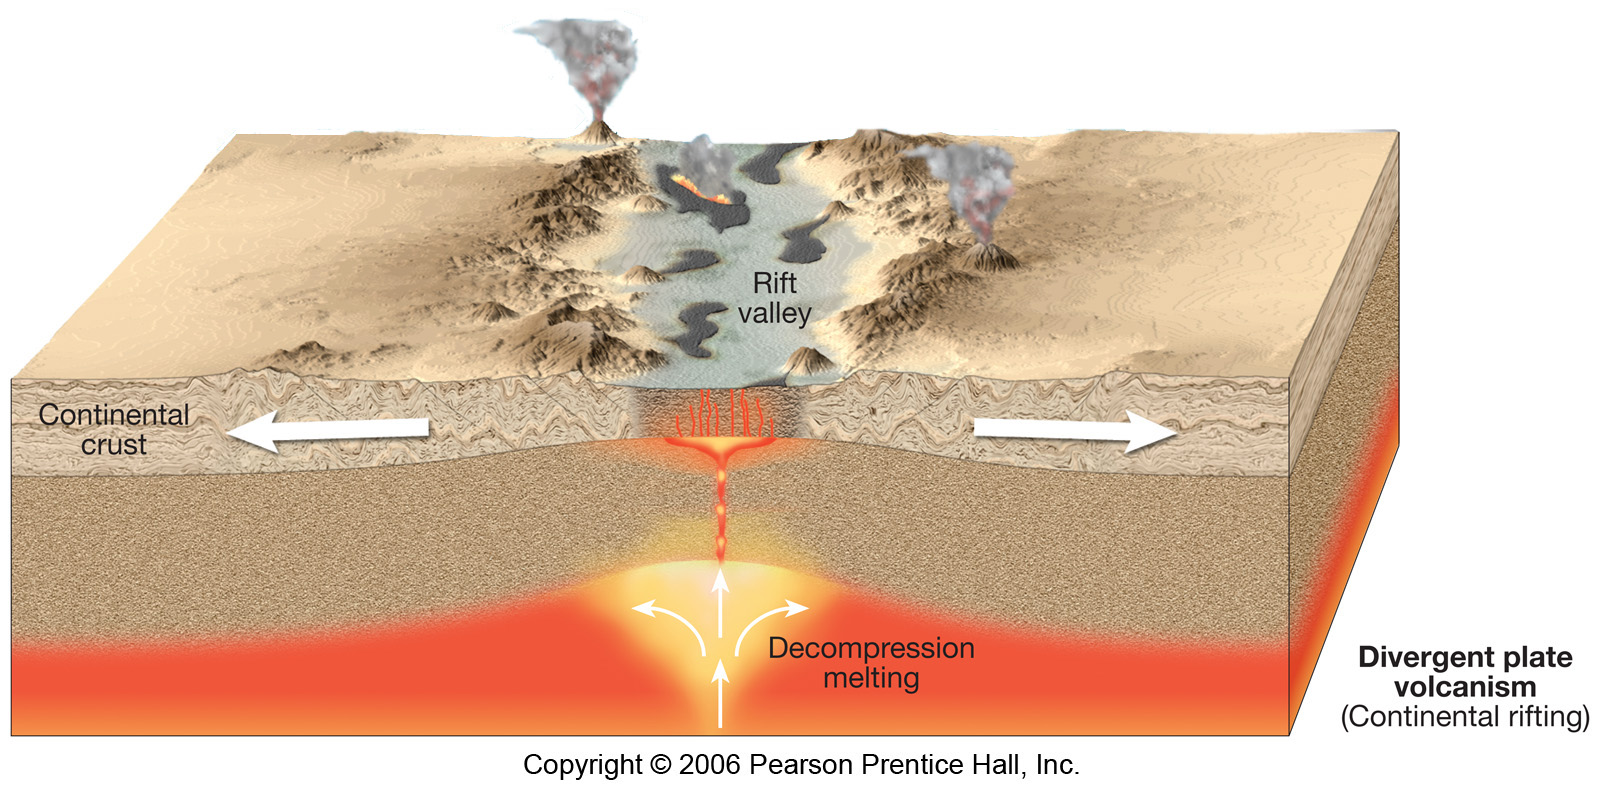 Rift
valley
Continental
crust
Decompression
melting
Divergent plate
volcanism
(Continental rifting)
Copyright © 2006 Pearson Prentice Hall, Inc.